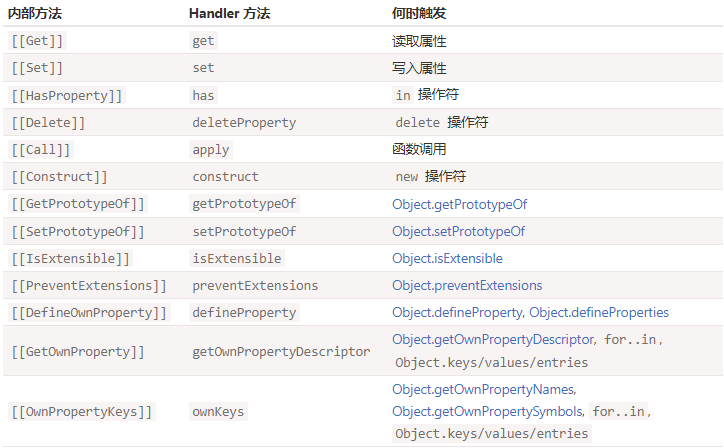 内部方法 Handler 方法 何时触发
[[Get]] get 读取属性
[[Set]] set 写入属性
[[HasProperty]] has in 操作符
[[Delete]] deleteProperty delete 操作符
[[Call]] apply 函数调用
[[Construct]] construct new 操作符
[[GetPrototypeOf]] getPrototypeOf Object.getPrototypeOf
[[SetPrototypeOf]] setPrototypeOf Object.setPrototypeOf
[[IsExtensible]] isExtensible Object.isExtensible
[[PreventExtensions]] preventExtensions Object.preventExtensions
[[DefineOwnProperty]] defineProperty Object.defineProperty, Object.defineProperties
[[GetOwnProperty]] getOwnPropertyDescriptor Object.getOwnPropertyDescriptor, for..in,
Object.keys/values/entries
[[OwnPropertyKeys]] ownKeys Object.getOwnPropertyNames,
Object.getOwnPropertySymbols, for..in,
Object.keys/values/entries